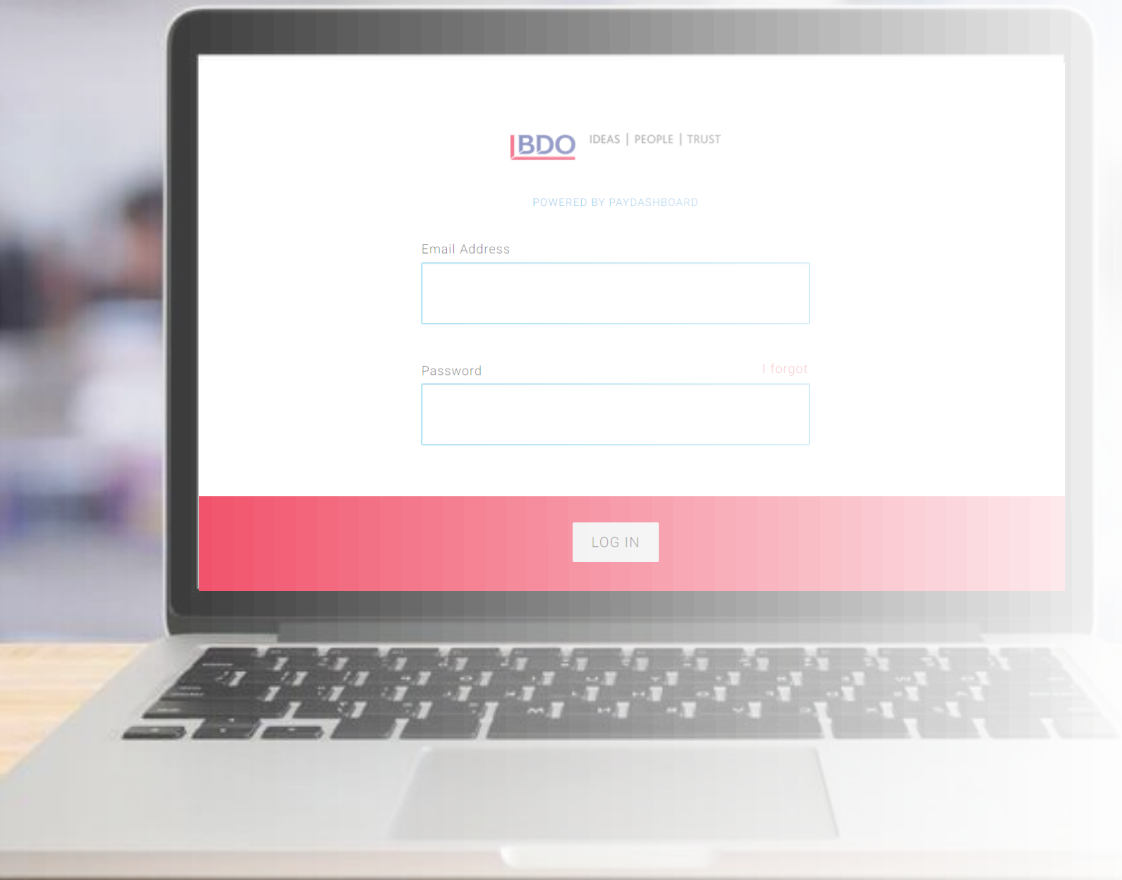 BDO IDEAS | PEOPLE | TRUST
POWERED BY PAYDASHBOARD
Email Address
Password I forgot
LOG IN